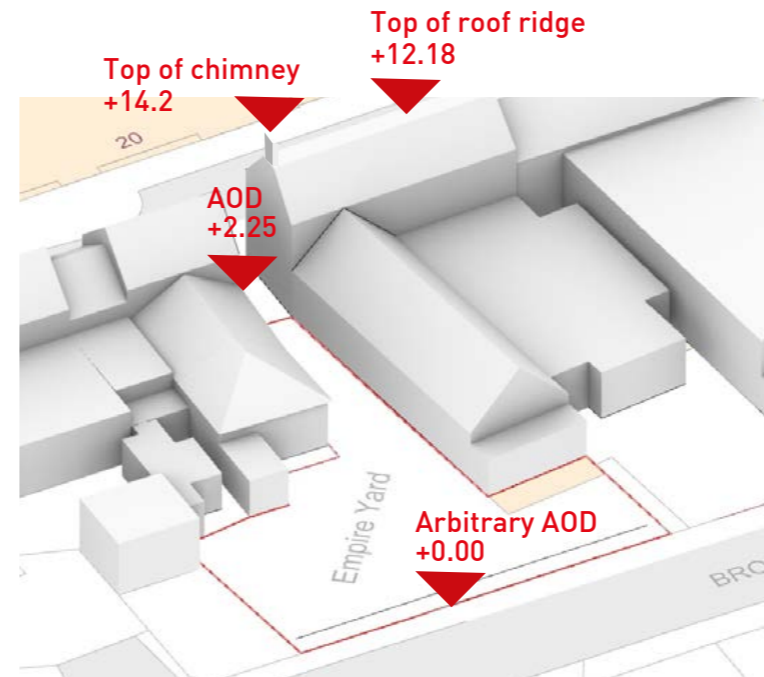 Top of roof ridge
+12.18
Top of chimney
+14.2
20
AOD
+2.25
Empire Yard
Arbitrary AOD
+0.00
BRO